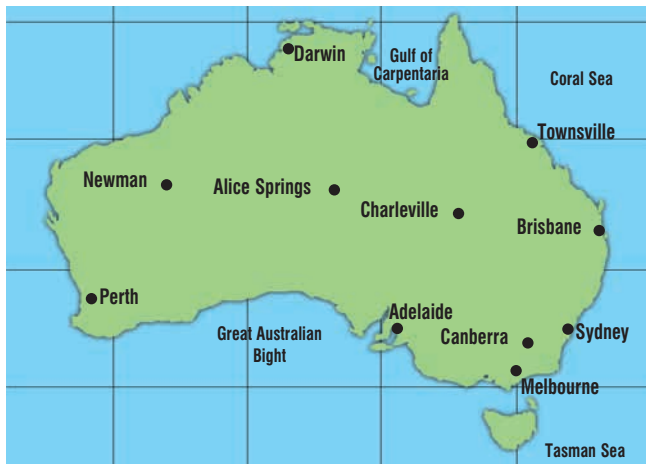 Darwin
Gulf of
Carpentaria
Coral Sea
Townsville
Newman
Alice Springs
Charleville
Brisbane
Perth
Adelaide
Great Australian
Bight
Canberra
Sydney
Melbourne
Tasman Sea